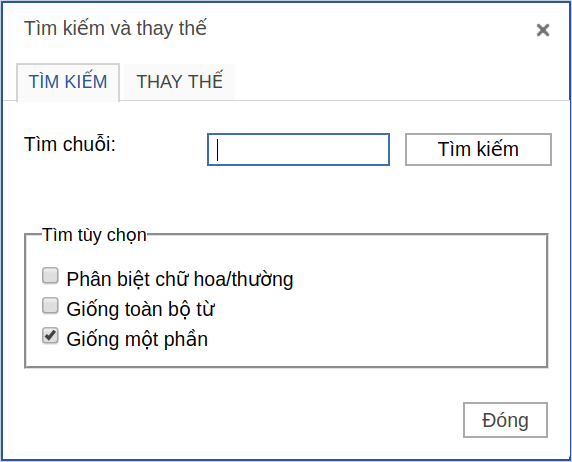 Tìm kiếm và thay thế
TÌM KIẾM THAY THẾ
Tìm chuỗi: Tìm kiếm
Tìm tùy chọn
Phân biệt chữ hoa/thường
Giống toàn bộ từ
Giống một phần
Đóng